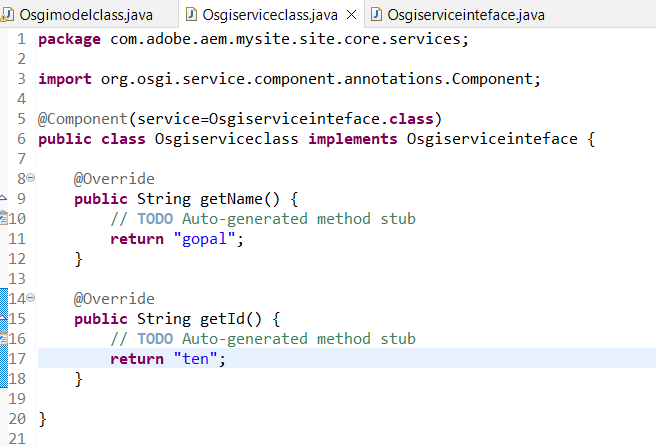 Osgimodelclass.java Osgiserviceclass.java Osgiserviceinteface.java
1 package com.adobe.aem.mysite.site.core.services;
2
3 import org.osgi.service.component.annotations.Component;
4
5 @Component(service=Osgiserviceinteface.class)
6 public class Osgiserviceclass implements Osgiserviceinteface {
7
8 @Override
9 public String getName() {
10 // TODO Auto-generated method stub
11 return "gopal";
12 }
13
14 @Override
15 public String getId() {
16 // TODO Auto-generated method stub
17 return "ten";
18 }
19
20 }
21